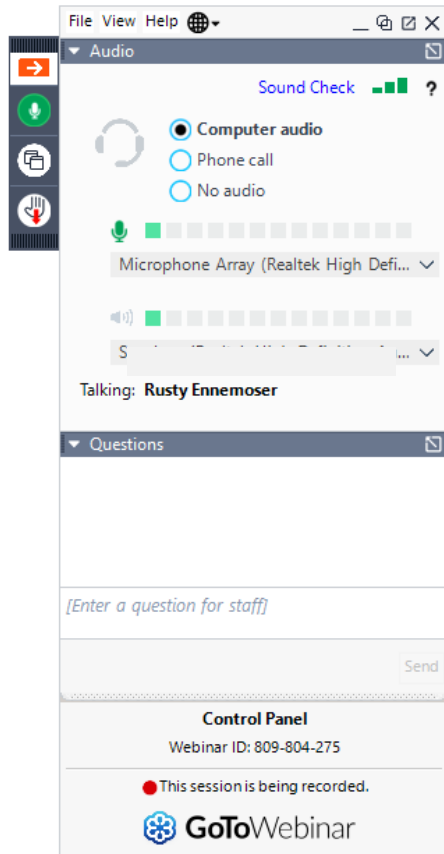 File View Help
Audio
Sound Check ?
Computer audio
Phone call
No audio
Microphone Array (Realtek High Defi...
Talking: Rusty Ennemoser
Questions
[Enter a question for staff]
Send
Control Panel
Webinar ID: 809-804-275
This session is being recorded.
GoToWebinar